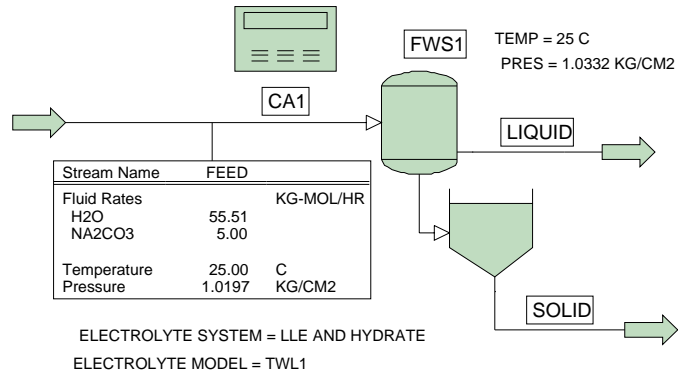 FWS1
TEMP = 25 C
PRES = 1.0332 KG/CM2
CA1
LIQUID
Stream Name FEED
Fluid Rates KG-MOL/HR
H2O 55.51
NA2CO3 5.00
Temperature 25.00 C
Pressure 1.0197 KG/CM2
SOLID
ELECTROLYTE SYSTEM = LLE AND HYDRATE
ELECTROLYTE MODEL = TWL1